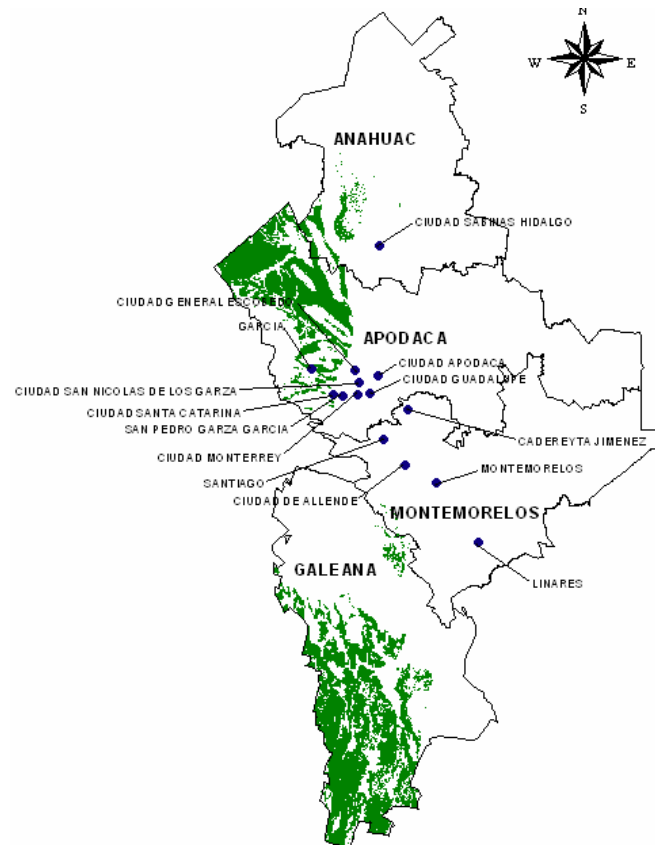 N
W E
S
ANAHUAC
CIUDAD SABINAS HIDALGO
CIUDAD GENERAL ESCOBEDO
GARCIA
APODACA
CIUDAD APODACA
CIUDAD GUADALUPE
CIUDAD SAN NICOLAS DE LOS GARZA
CIUDAD SANTA CATARINA
SAN PEDRO GARZA GARCIA
CADEREYTA JIMENEZ
CIUDAD MONTERREY
MONTEMORELOS
SANTIAGO
CIUDAD DE ALLENDE
MONTEMORELOS
GALEANA
LINARES